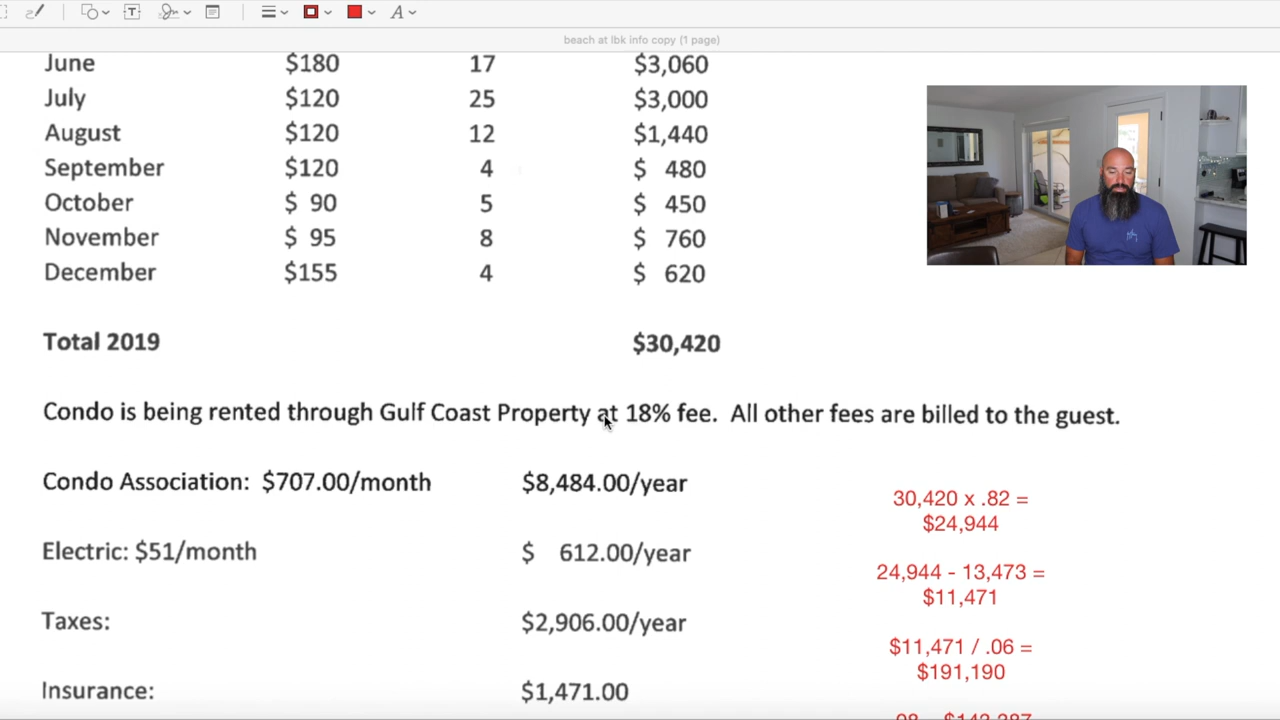 beach at lbk info copy (1 page)
June $180 17 $3,060
July $120 25 $3,000
August $120 12 $1,440
September $120 4 $ 480
October $ 90 5 $ 450
November $ 95 8 $ 760
December $155 4 $ 620
Total 2019 $30,420
Condo is being rented through Gulf Coast Property at 18% fee. All other fees are billed to the guest.
Condo Association: $707.00/month $8,484.00/year
Electric: $51/month $ 612.00/year
Taxes: $2,906.00/year
Insurance: $1,471.00
30,420 x .82 =
$24,944
24,944 - 13,473 =
$11,471
$11,471 / .06 =
$191,190